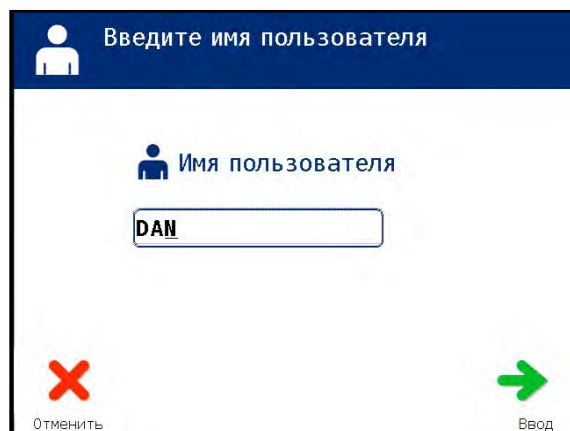 Введите имя пользователя
Имя пользователя
DAN
Отменить
Ввод